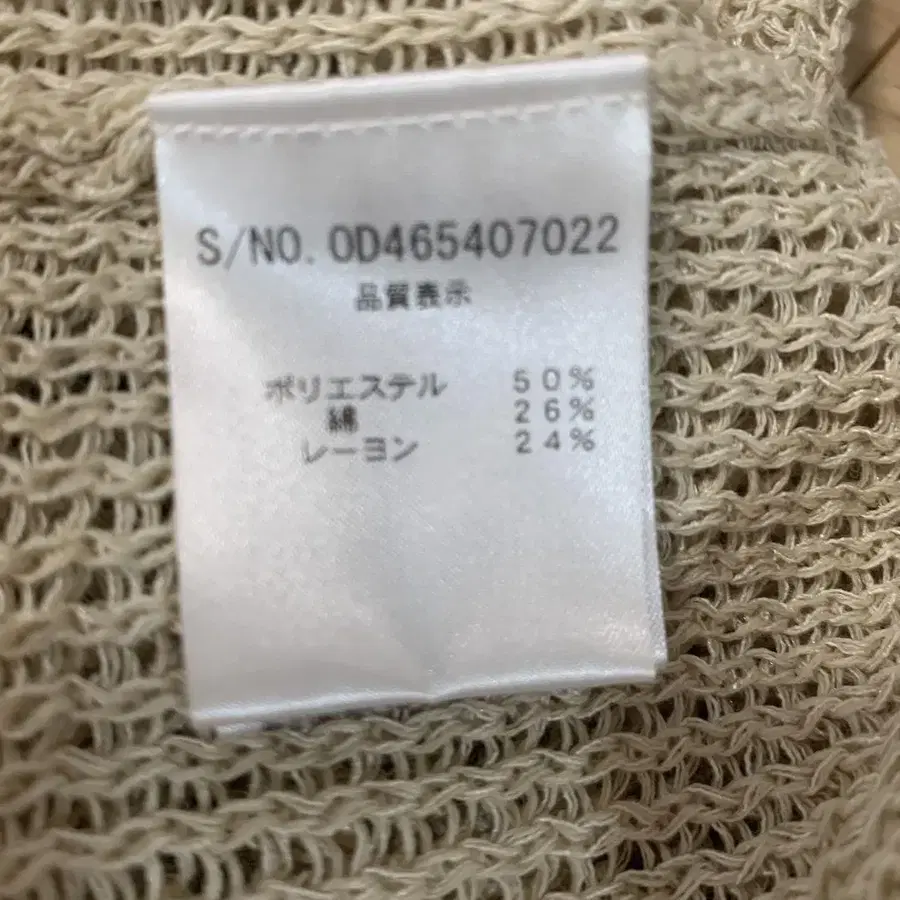 S/NO. OD465407022
品質表示
ポリエステル 50%
綿 26%
レーヨン 24%